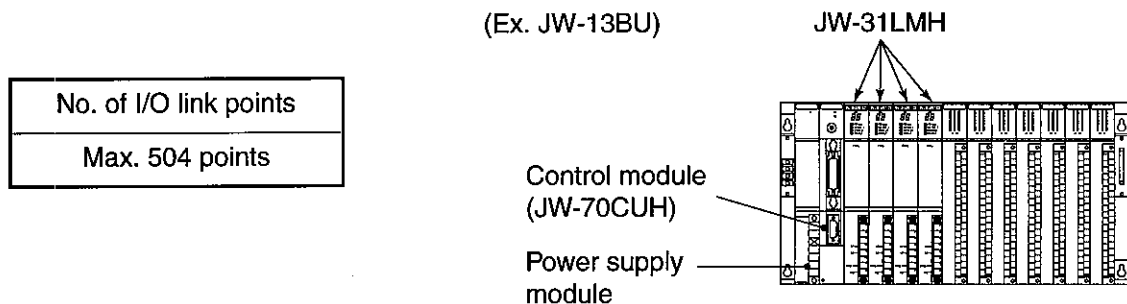 (Ex. JW-13BU)
JW-31LMH
No. of I/O link points
Max. 504 points
Control module
(JW-70CUH)
Power supply
module